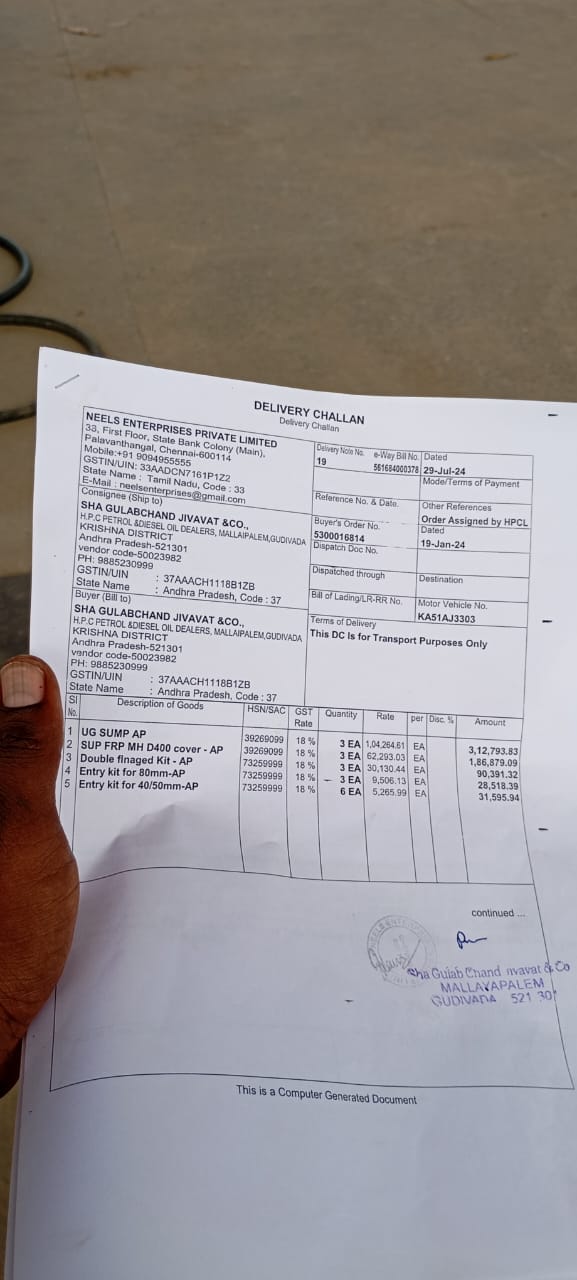 DELIVERY CHALLAN
Delivery Challan
NEELS ENTERPRISES PRIVATE LIMITED
33, First Floor, State Bank Colony (Main),
Palavanthangal, Chennai-600114
Mobile:+91 9094955555
GSTIN/UIN: 33AADCN7161P1Z2
State Name : Tamil Nadu, Code : 33
E-Mail : neelsenterprises@gmail.com
Delivery Note No. e-Way Bill No. Dated
19 561684000378 29-Jul-24
Mode/Terms of Payment
Reference No. & Date. Other References
Order Assigned by HPCL
Buyer's Order No. Dated
5300016814 19-Jan-24
Dispatch Doc No.
Dispatched through Destination
Bill of Lading/LR-RR No. Motor Vehicle No.
KA51AJ3303
Terms of Delivery
This DC Is for Transport Purposes Only
Consignee (Ship to)
SHA GULABCHAND JIVAVAT &CO.,
H.P.C PETROL &DIESEL OIL DEALERS, MALLAIPALEM,GUDIVADA
KRISHNA DISTRICT
Andhra Pradesh-521301
vendor code-50023982
PH: 9885230999
GSTIN/UIN : 37AAACH1118B1ZB
State Name : Andhra Pradesh, Code : 37
Buyer (Bill to)
SHA GULABCHAND JIVAVAT &CO.,
H.P.C PETROL &DIESEL OIL DEALERS, MALLAIPALEM,GUDIVADA
KRISHNA DISTRICT
Andhra Pradesh-521301
vendor code-50023982
PH: 9885230999
GSTIN/UIN : 37AAACH1118B1ZB
State Name : Andhra Pradesh, Code : 37
Sl No. Description of Goods HSN/SAC GST Rate Quantity Rate per Disc. % Amount
1 UG SUMP AP 39269099 18 % 3 EA 1,04,264.61 EA 3,12,793.83
2 SUP FRP MH D400 cover - AP 39269099 18 % 3 EA 62,293.03 EA 1,86,879.09
3 Double flnaged Kit - AP 73259999 18 % 3 EA 30,130.44 EA 90,391.32
4 Entry kit for 80mm-AP 73259999 18 % 3 EA 9,506.13 EA 28,518.39
5 Entry kit for 40/50mm-AP 73259999 18 % 6 EA 5,265.99 EA 31,595.94
continued ...
Sha Gulab Chand
MALLAYAPALEM
GUDIVADA 521 30
This is a Computer Generated Document